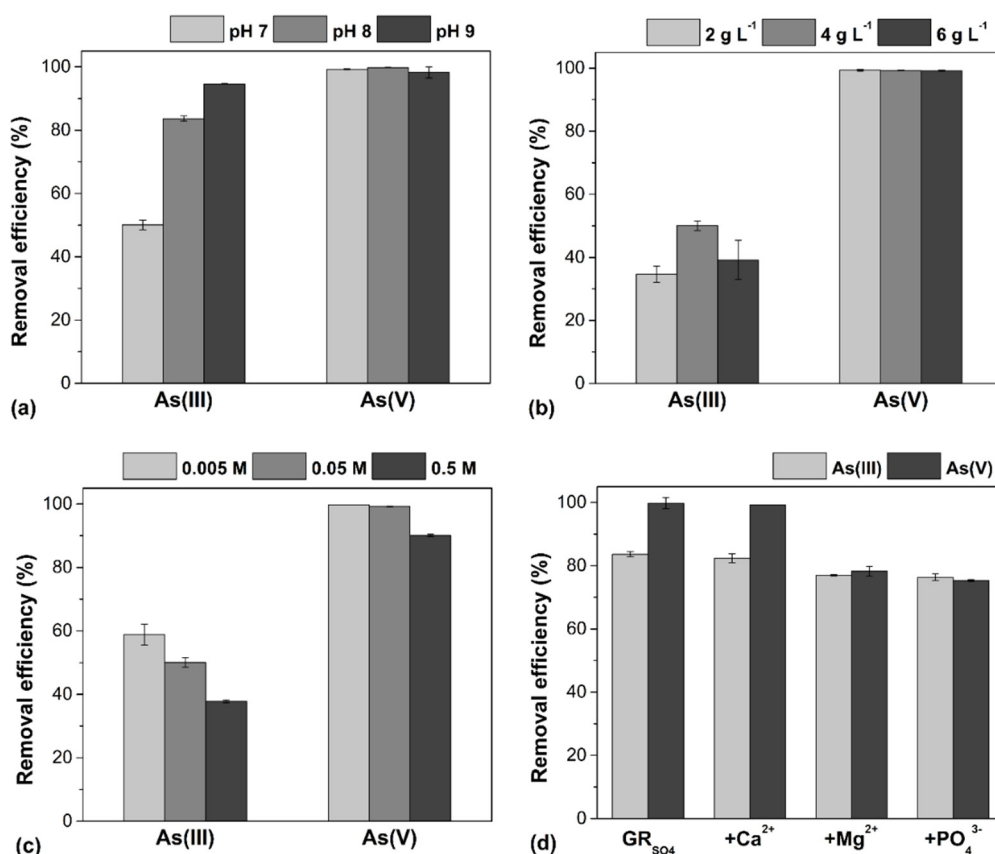 pH 7 pH 8 pH 9
Removal efficiency (%)
100
80
60
40
20
0
As(III) As(V)
(a)
2 g L⁻¹ 4 g L⁻¹ 6 g L⁻¹
Removal efficiency (%)
100
80
60
40
20
0
As(III) As(V)
(b)
0.005 M 0.05 M 0.5 M
Removal efficiency (%)
100
80
60
40
20
0
As(III) As(V)
(c)
As(III) As(V)
Removal efficiency (%)
100
80
60
40
20
0
GR_SO4 +Ca²⁺ +Mg²⁺ +PO₄³⁻
(d)